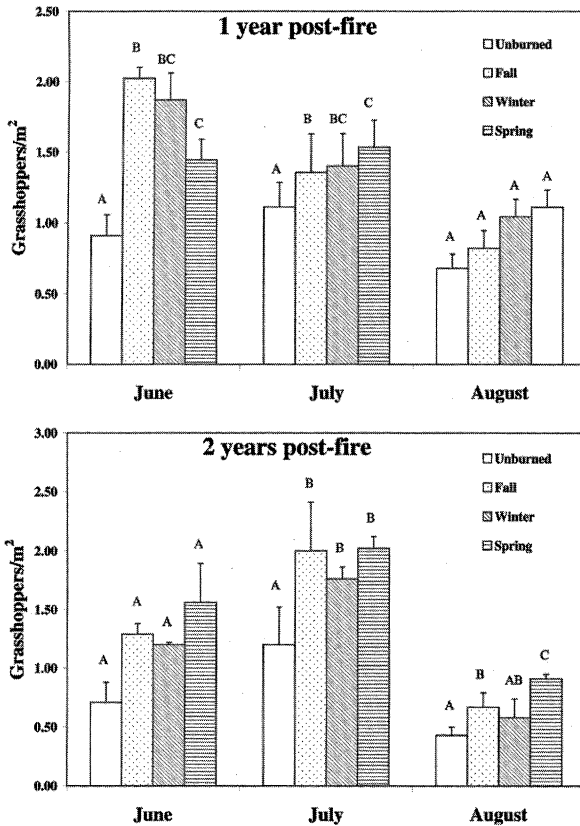 1 year post-fire
2.50
2.00
1.50
1.00
0.50
0.00
Grasshoppers/m²
Unburned
Fall
Winter
Spring
A
B
BC
C
A
B
BC
C
A
A
A
A
June
July
August
2 years post-fire
3.00
2.50
2.00
1.50
1.00
0.50
0.00
Grasshoppers/m²
Unburned
Fall
Winter
Spring
A
A
A
A
A
B
B
B
A
B
AB
C
June
July
August